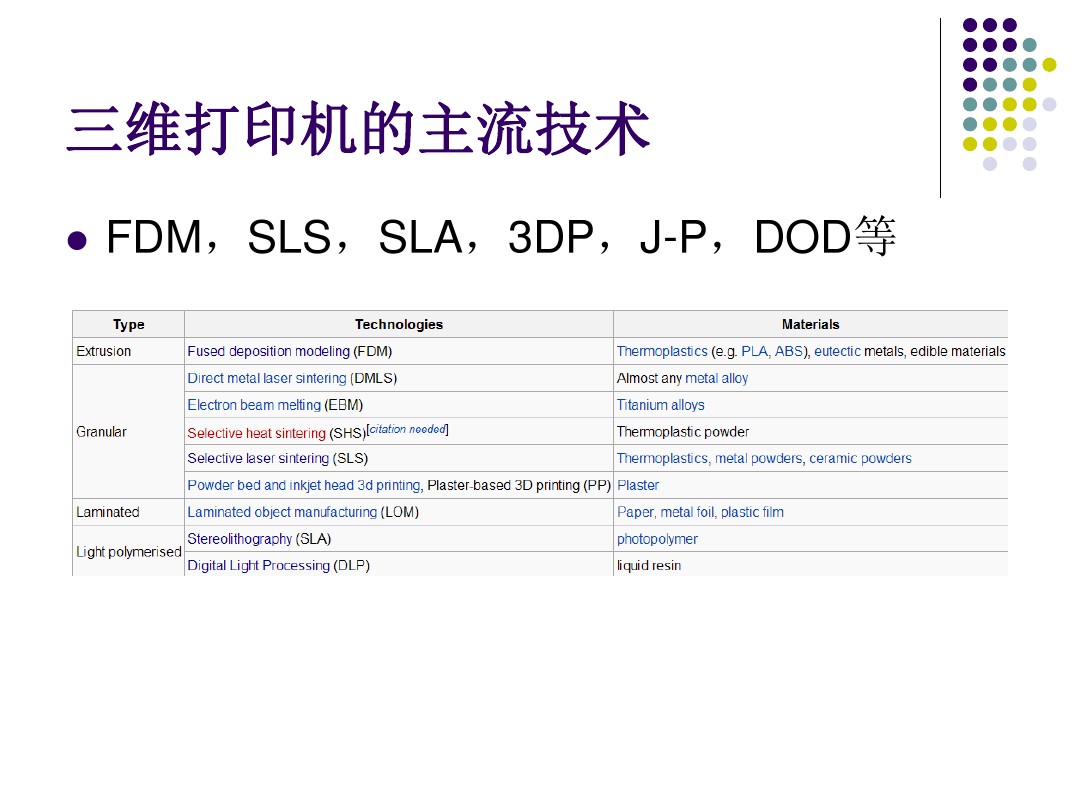 三维打印机的主流技术
FDM，SLS，SLA，3DP，J-P，DOD等
Type Technologies Materials
Extrusion Fused deposition modeling (FDM) Thermoplastics (e.g. PLA, ABS), eutectic metals, edible materials
Granular Direct metal laser sintering (DMLS) Almost any metal alloy
Electron beam melting (EBM) Titanium alloys
Selective heat sintering (SHS)[citation needed] Thermoplastic powder
Selective laser sintering (SLS) Thermoplastics, metal powders, ceramic powders
Powder bed and inkjet head 3d printing, Plaster-based 3D printing (PP) Plaster
Laminated Laminated object manufacturing (LOM) Paper, metal foil, plastic film
Light polymerised Stereolithography (SLA) photopolymer
Digital Light Processing (DLP) liquid resin